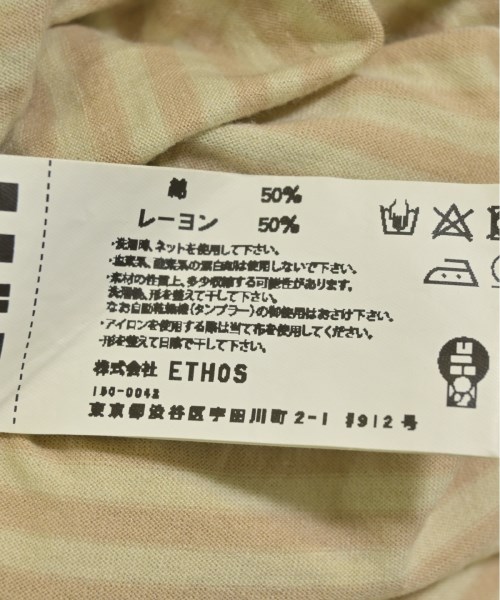 綿 50%
レーヨン 50%
・洗濯時、ネットを使用して下さい。
・塩素系、酸素系の漂白剤は使用しないで下さい。
・素材の性質上、多少収縮する可能性があります。
洗濯後、形を整えて干して下さい。
なお自動乾燥機(タンブラー)の御使用はおさけ下さい。
・アイロンを使用する際は当て布を使用してください。
・形を整えて日陰で干して下さい。
株式会社 ETHOS
150-0042
東京都渋谷区宇田川町2-1 #912号